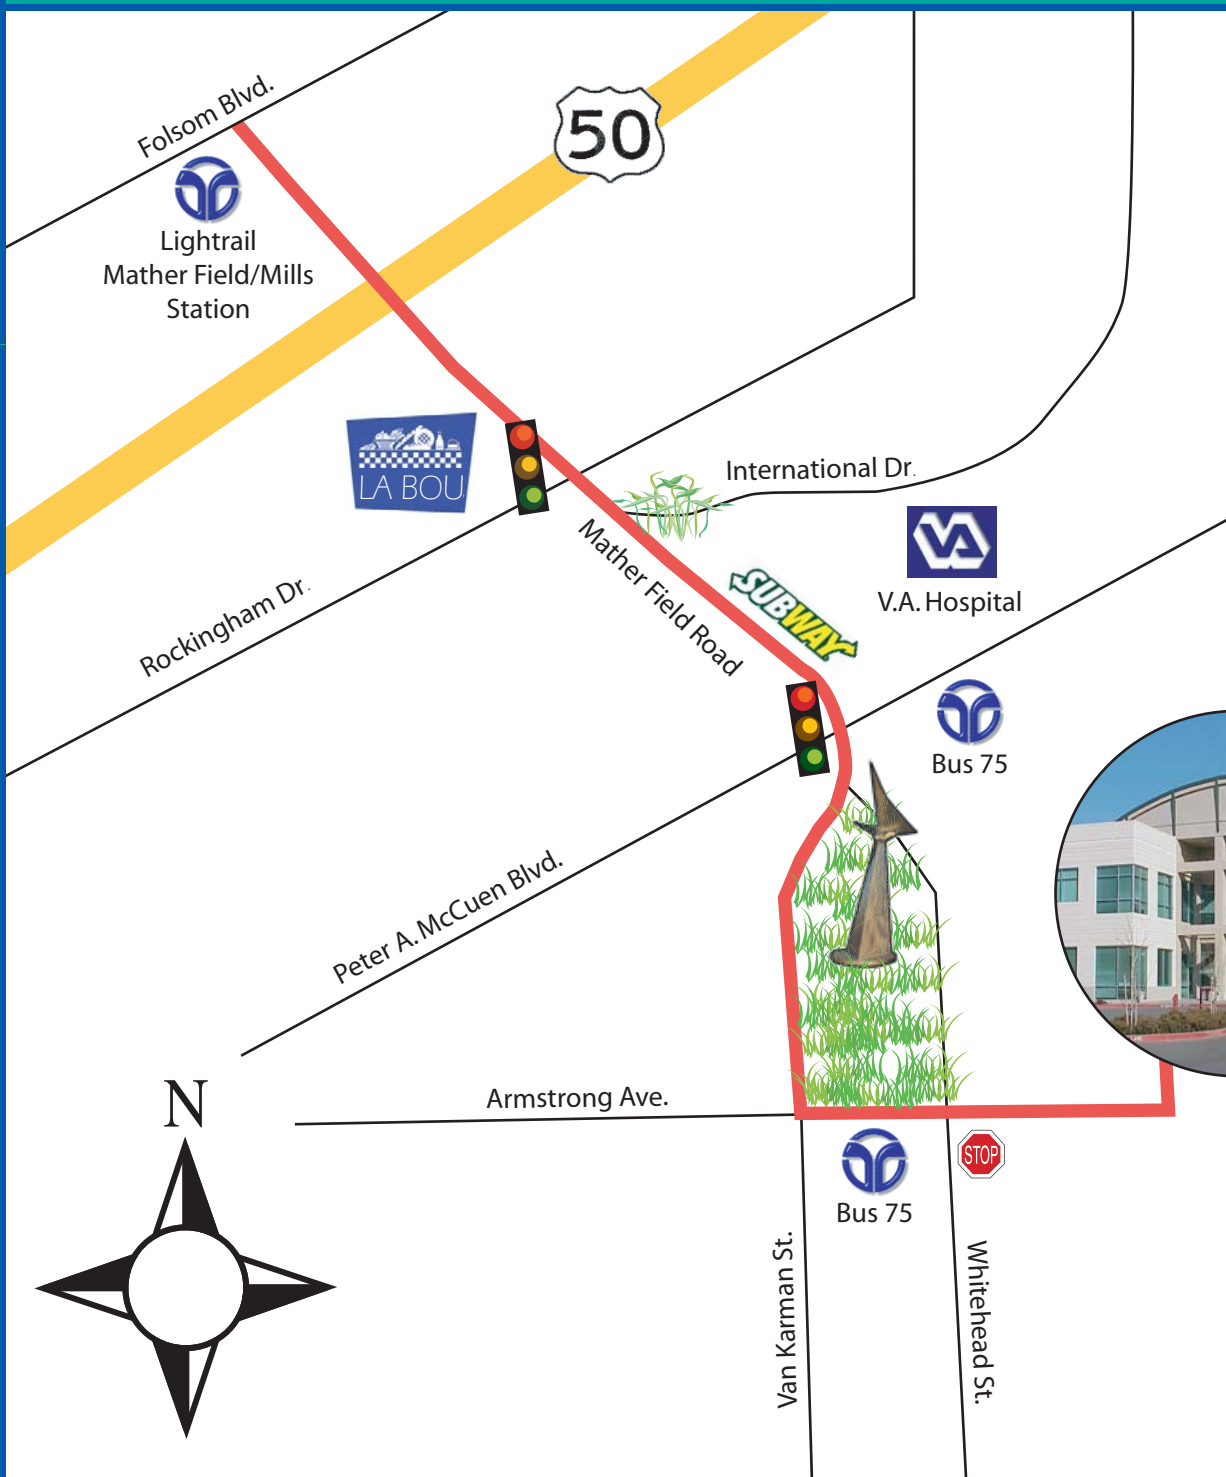 Folsom Blvd.
50
Lightrail
Mather Field/Mills
Station
LA BOU
International Dr.
Mather Field Road
SUBWAY
VA
V.A. Hospital
Rockingham Dr.
Bus 75
Peter A. McCuen Blvd.
N
Armstrong Ave.
STOP
Bus 75
Van Karman St.
Whitehead St.